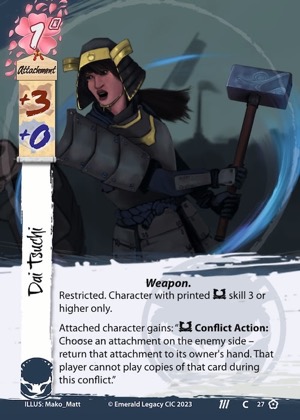 1
Attachment
+3
+0
Dai Tsuchi
Weapon.
Restricted. Character with printed skill 3 or
higher only.
Attached character gains: “ Conflict Action:
Choose an attachment on the enemy side –
return that attachment to its owner's hand. That
player cannot play copies of that card during
this conflict.”
ILLUS: Mako_Matt
© Emerald Legacy CIC 2023
C
27